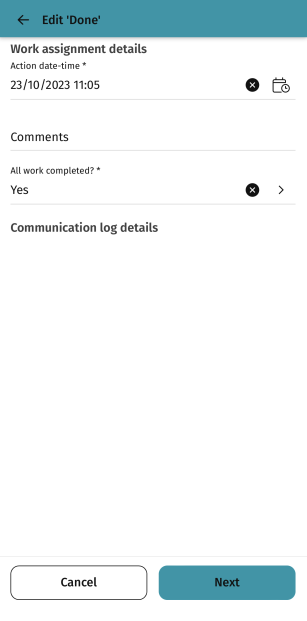 Edit 'Done'
Work assignment details
Action date-time *
23/10/2023 11:05
Comments
All work completed? *
Yes
Communication log details
Cancel
Next